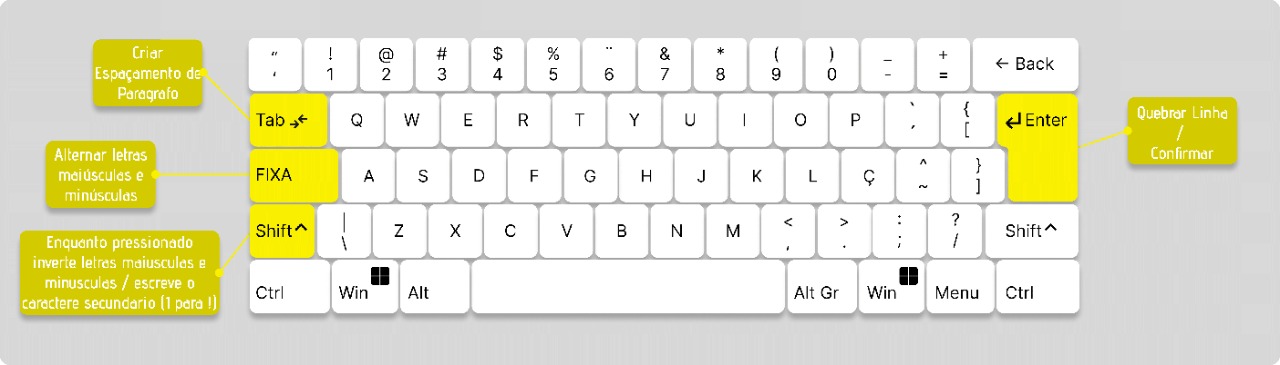 Criar
Espaçamento de
Paragrafo
Alternar letras
maiúsculas e
minúsculas
Enquanto pressionado
inverte letras maiusculas e
minusculas / escreve o
caractere secundario (1 para !)
" ! @ # $ % ¨ & * ( ) _ +
' 1 2 3 4 5 6 7 8 9 0 - = ← Back
Tab Q W E R T Y U I O P ` { Enter
´ [
FIXA A S D F G H J K L Ç ^ }
~ ]
Shift^ | Z X C V B N M < > : ? Shift^
\ , . ; /
Ctrl Win Alt Alt Gr Win Menu Ctrl
Quebrar Linha
/
Confirmar